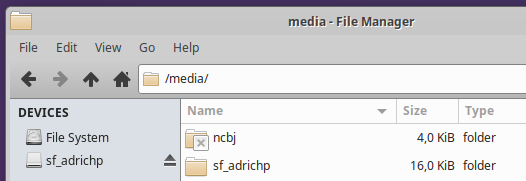 media - File Manager
File Edit View Go Help
/media/
DEVICES
File System
sf_adrichp
Name Size Type
ncbj 4,0 KiB folder
sf_adrichp 16,0 KiB folder